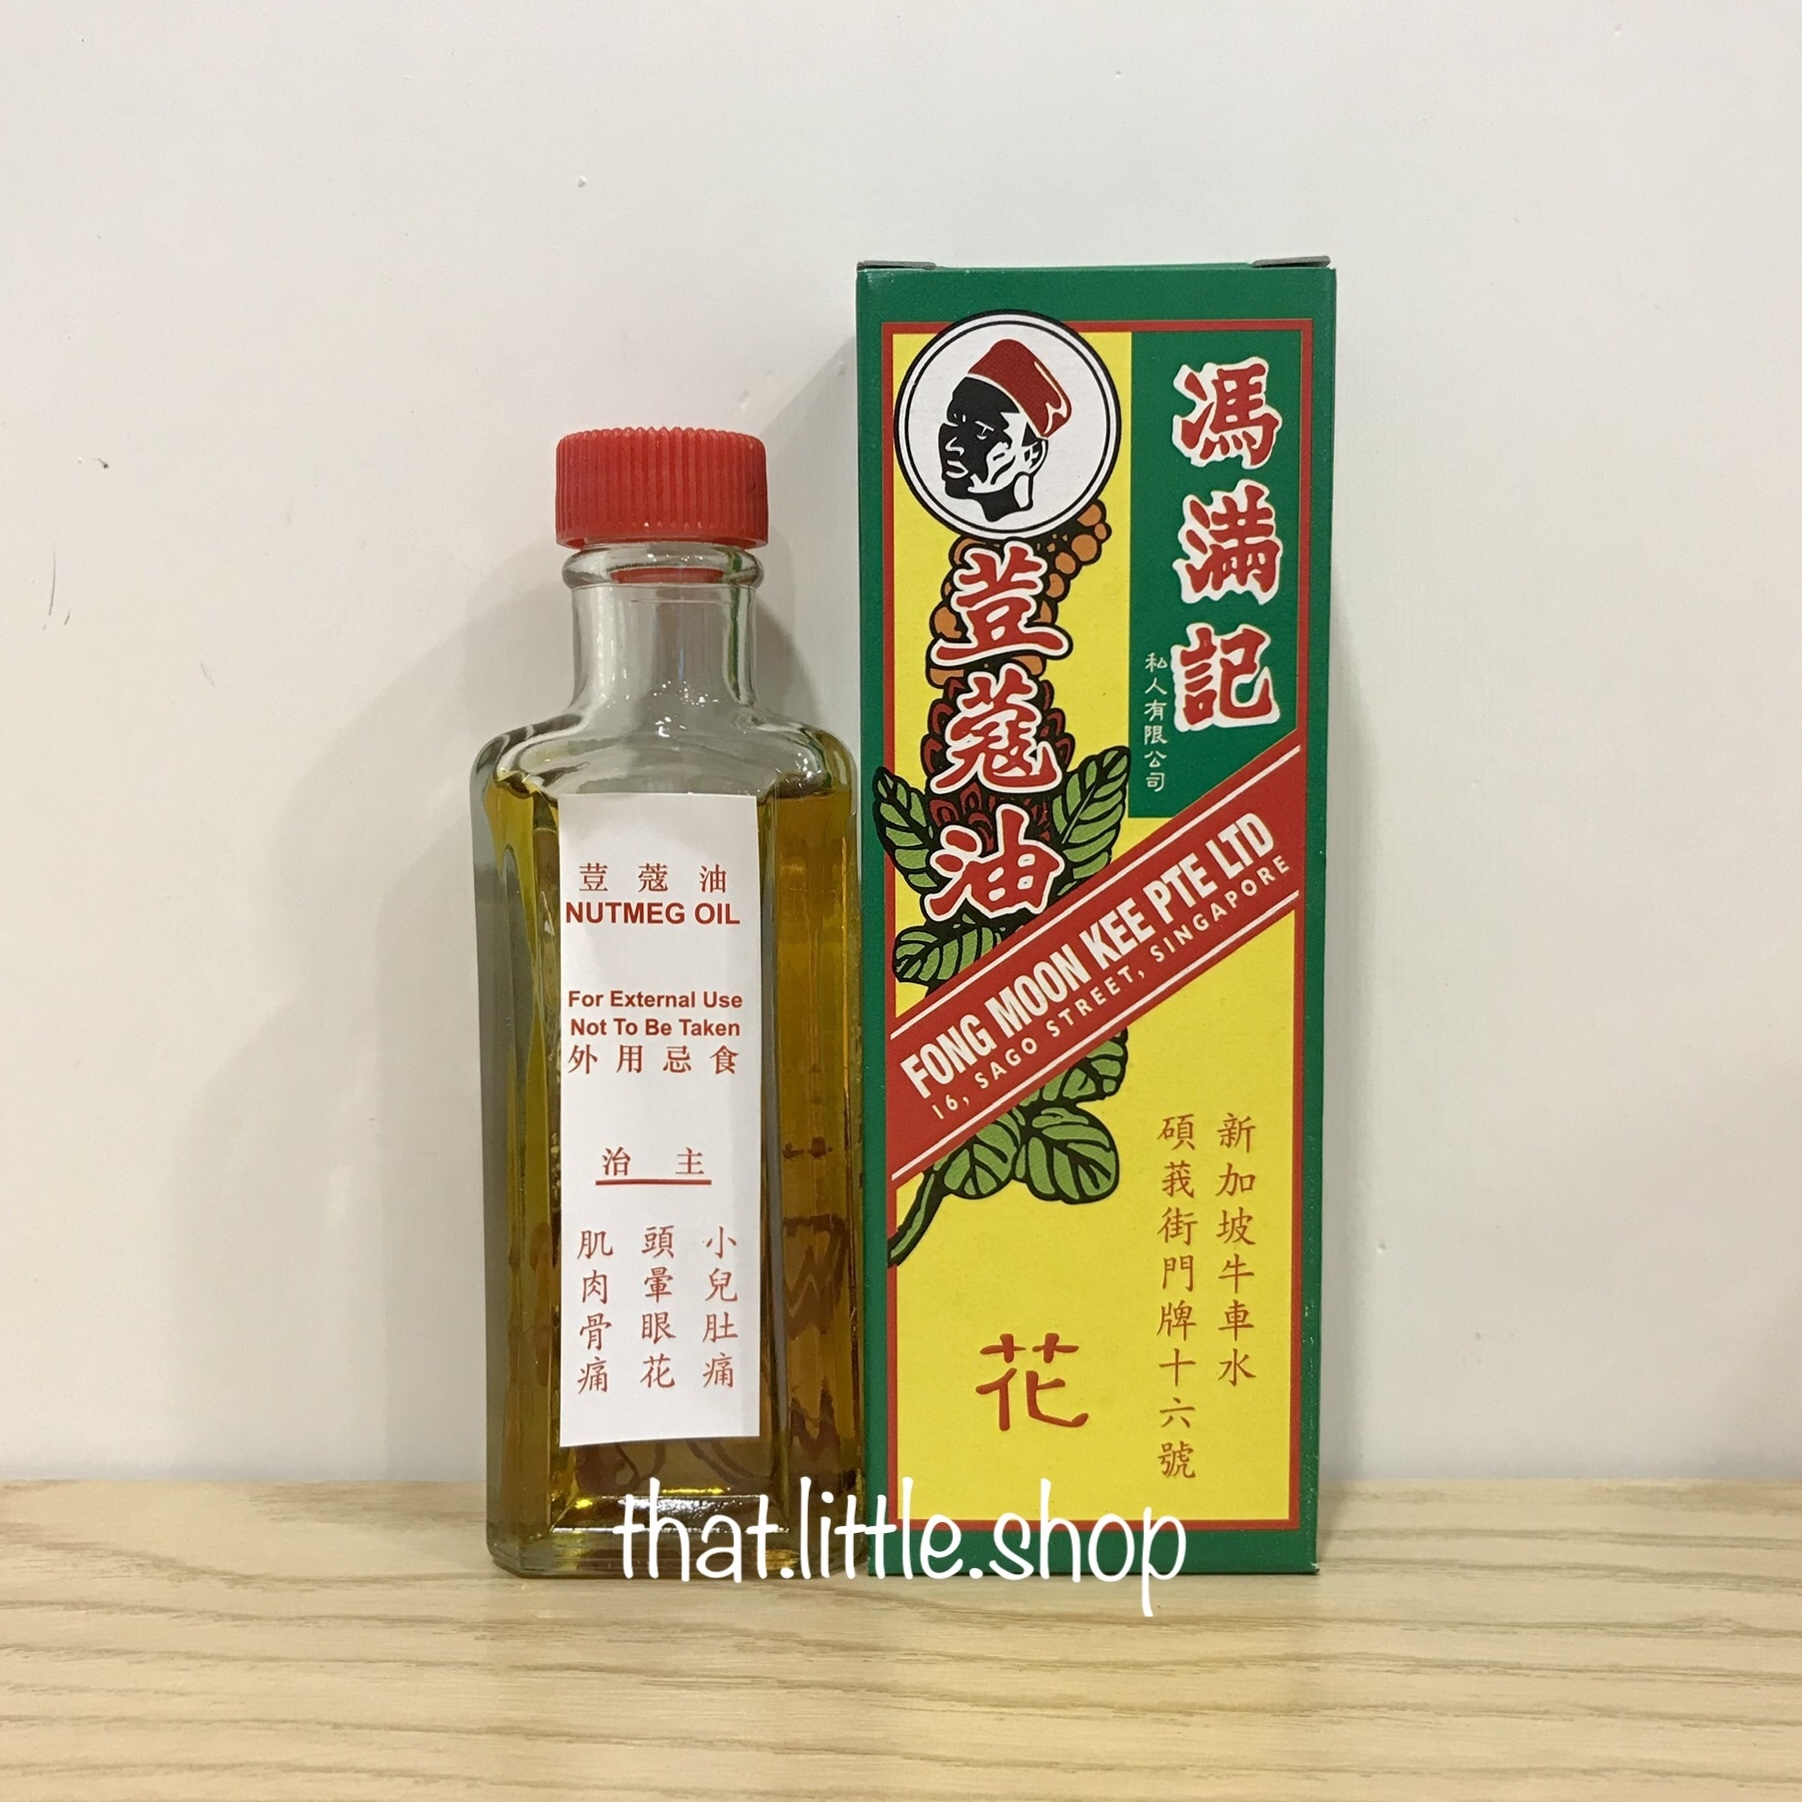 荳蔻油
NUTMEG OIL
For External Use
Not To Be Taken
外用忌食
治主
小兒肚痛
頭暈眼花
肌肉骨痛
馮滿記
私人有限公司
荳蔻油
FONG MOON KEE PTE LTD
16, SAGO STREET, SINGAPORE
新加坡牛車水
碩莪街門牌十六號
花
that.little.shop